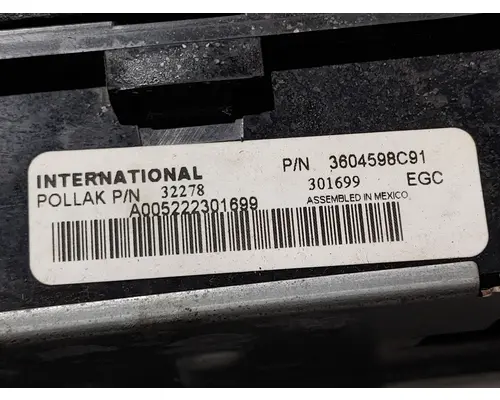 INTERNATIONAL P/N 3604598C91
POLLAK P/N 32278 301699 EGC
A005222301699 ASSEMBLED IN MEXICO